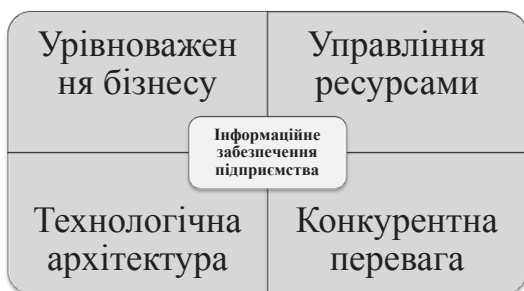 Урівноважен
ня бізнесу
Управління
ресурсами
Інформаційне
забезпечення
підприємства
Технологічна
архітектура
Конкурентна
перевага